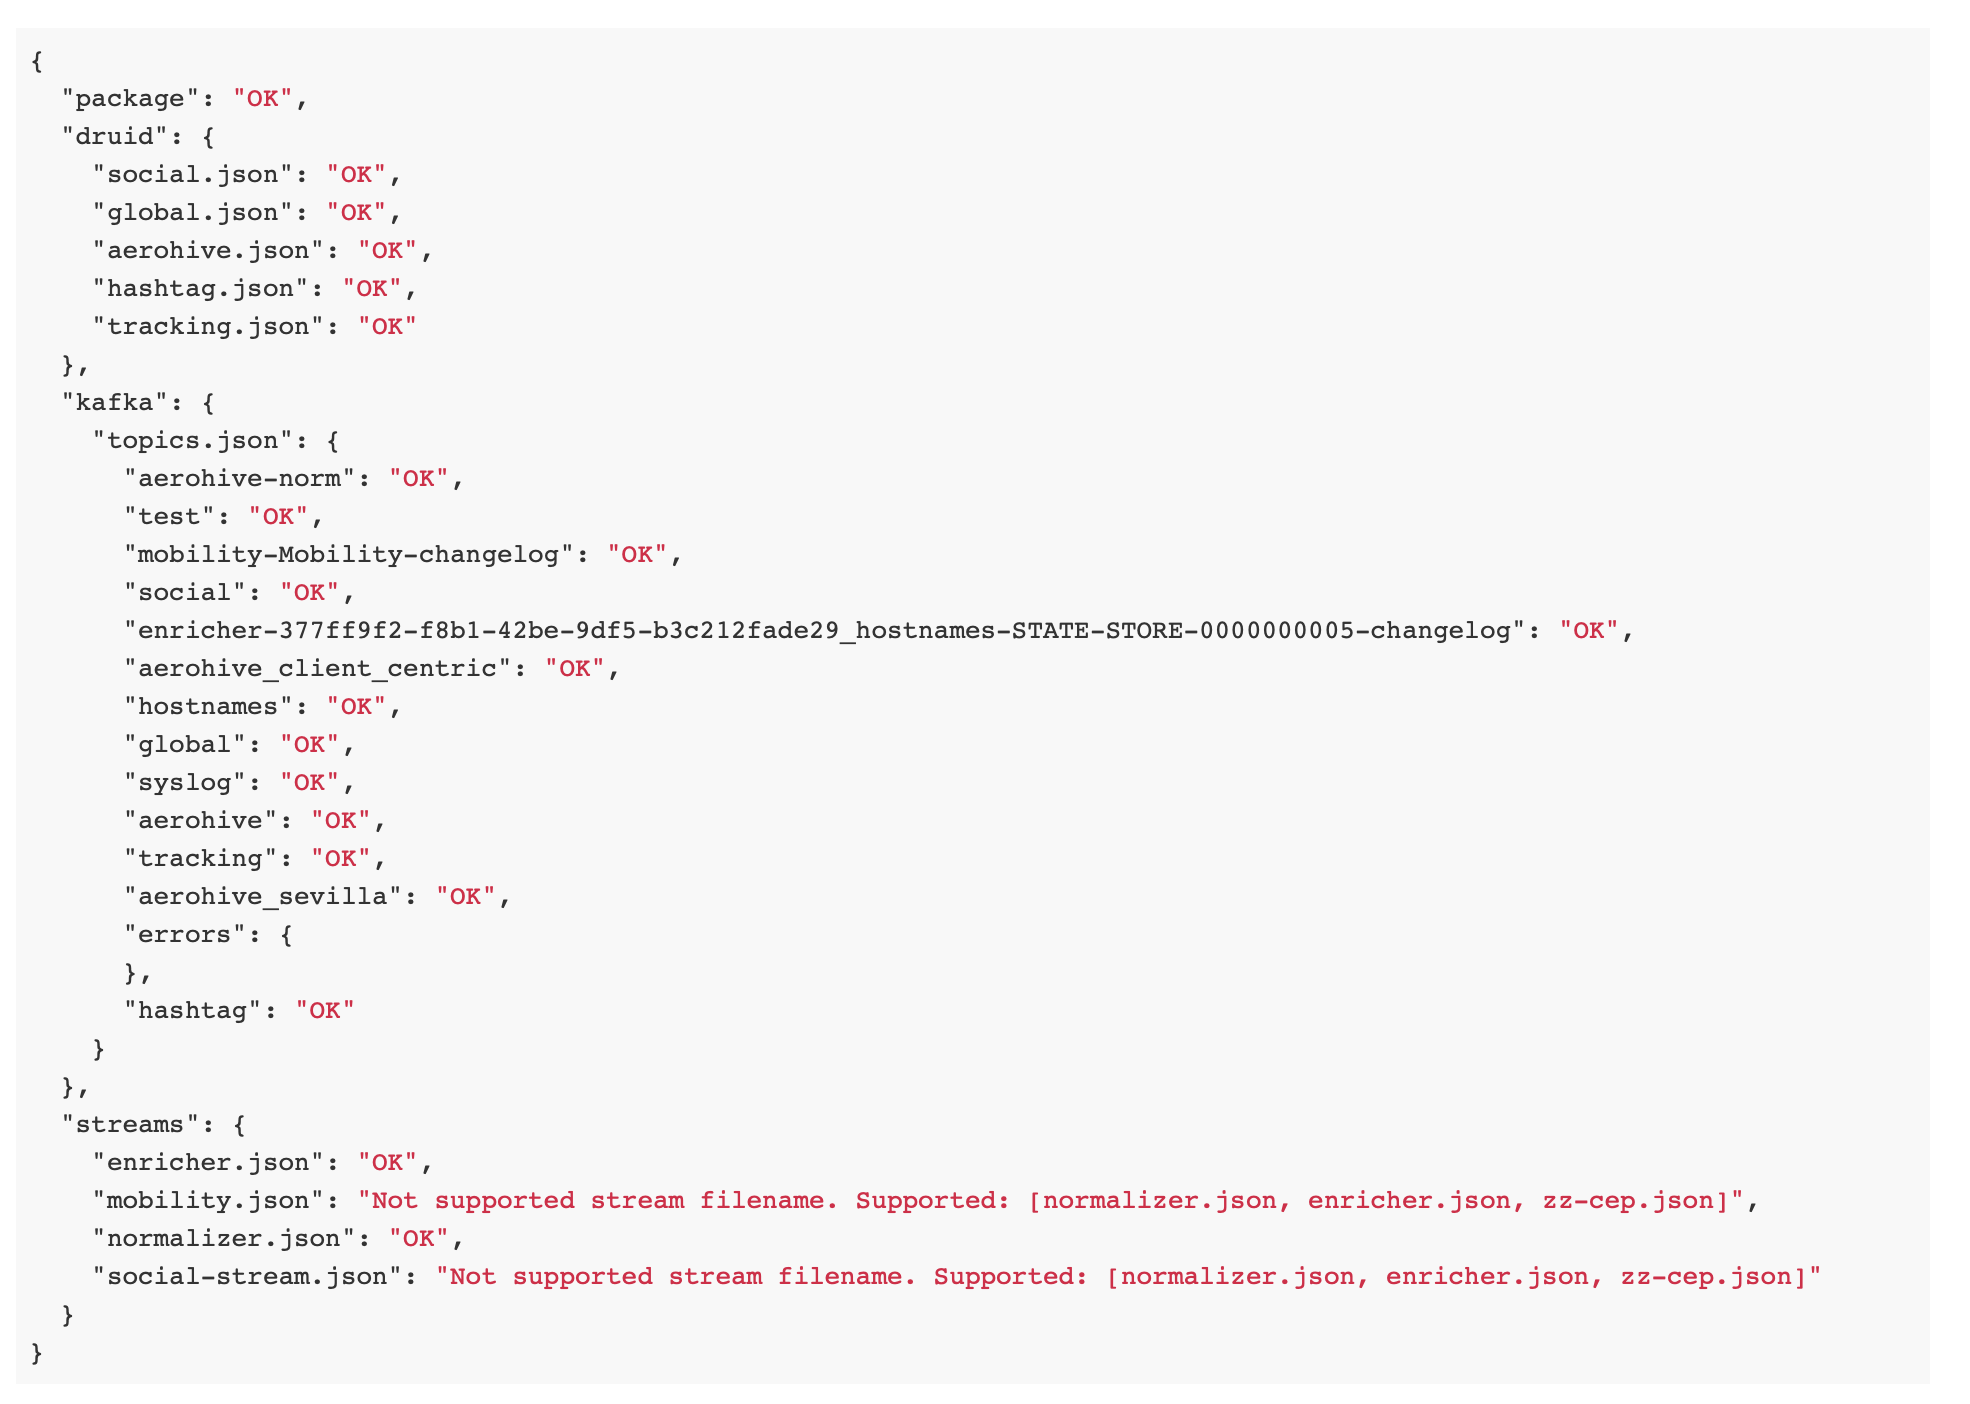 {
  "package": "OK",
  "druid": {
    "social.json": "OK",
    "global.json": "OK",
    "aerohive.json": "OK",
    "hashtag.json": "OK",
    "tracking.json": "OK"
  },
  "kafka": {
    "topics.json": {
      "aerohive-norm": "OK",
      "test": "OK",
      "mobility-Mobility-changelog": "OK",
      "social": "OK",
      "enricher-377ff9f2-f8b1-42be-9df5-b3c212fade29_hostnames-STATE-STORE-0000000005-changelog": "OK",
      "aerohive_client_centric": "OK",
      "hostnames": "OK",
      "global": "OK",
      "syslog": "OK",
      "aerohive": "OK",
      "tracking": "OK",
      "aerohive_sevilla": "OK",
      "errors": {
      },
      "hashtag": "OK"
    }
  },
  "streams": {
    "enricher.json": "OK",
    "mobility.json": "Not supported stream filename. Supported: [normalizer.json, enricher.json, zz-cep.json]",
    "normalizer.json": "OK",
    "social-stream.json": "Not supported stream filename. Supported: [normalizer.json, enricher.json, zz-cep.json]"
  }
}